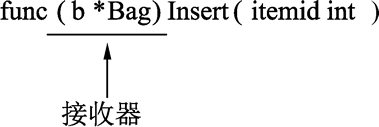 func ( b *Bag) Insert ( itemid int )
接收器